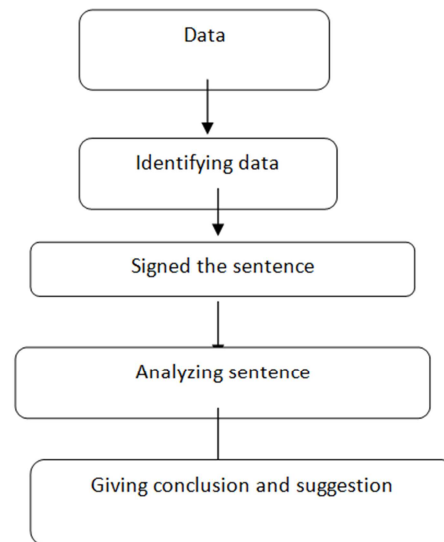 Data
Identifying data
Signed the sentence
Analyzing sentence
Giving conclusion and suggestion